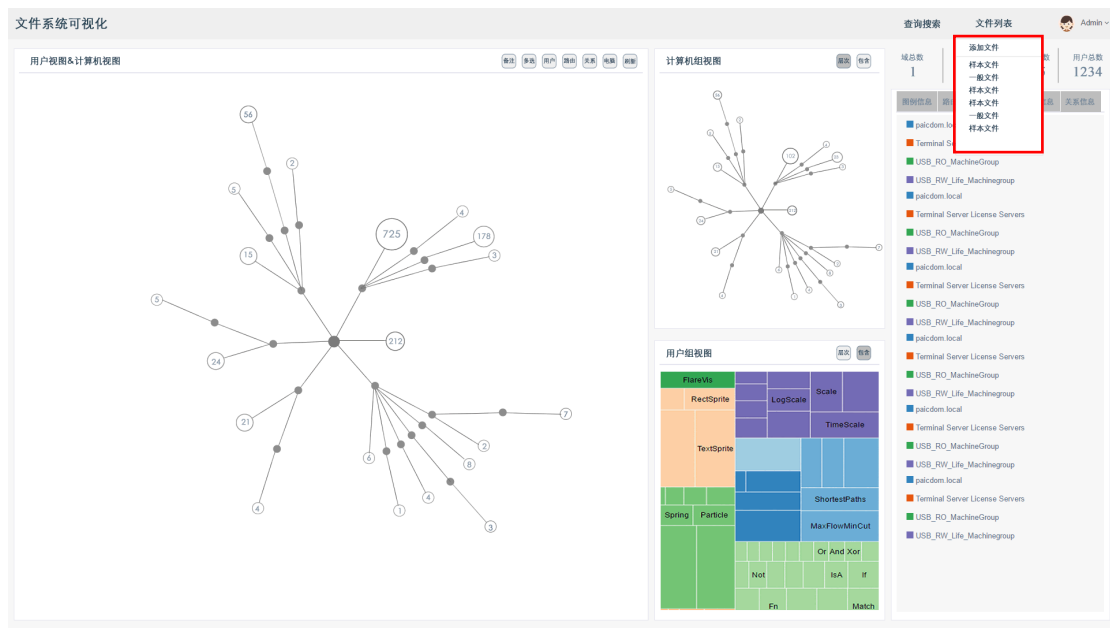 文件系统可视化
查询搜索
文件列表
Admin
添加文件
样本文件
一般文件
样本文件
样本文件
一般文件
样本文件
用户视图&计算机视图
备注 多选 用户 路由 关系 电脑 刷新
56
2
5
15
725
4
178
3
5
212
24
21
7
2
8
6
4
1
4
3
计算机组视图
层次 包含
102
212
用户组视图
层次 包含
FlareVis
RectSprite
LogScale
Scale
TimeScale
TextSprite
ShortestPaths
Spring
Particle
MaxFlowMinCut
Or And Xor
Not
IsA
If
Fn
Match
域总数
1
数
用户总数
1234
图例信息
关系信息
paicdom.lo
Terminal S
USB_RO_MachineGroup
USB_RW_Life_Machinegroup
paicdom.local
Terminal Server License Servers
USB_RO_MachineGroup
USB_RW_Life_Machinegroup
paicdom.local
Terminal Server License Servers
USB_RO_MachineGroup
USB_RW_Life_Machinegroup
paicdom.local
Terminal Server License Servers
USB_RO_MachineGroup
USB_RW_Life_Machinegroup
paicdom.local
Terminal Server License Servers
USB_RO_MachineGroup
USB_RW_Life_Machinegroup
paicdom.local
Terminal Server License Servers
USB_RO_MachineGroup
USB_RW_Life_Machinegroup